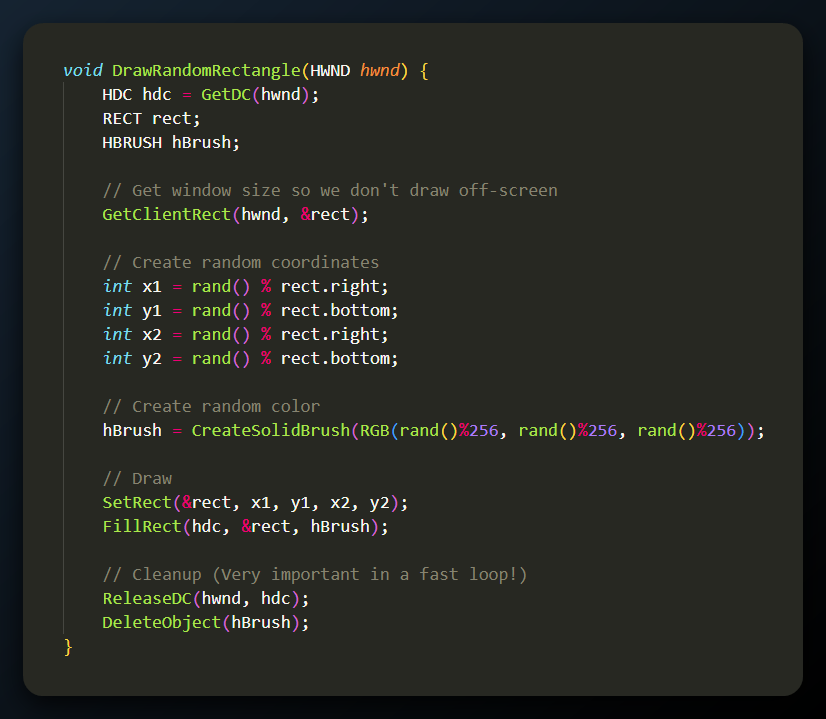 void DrawRandomRectangle(HWND hwnd) {
    HDC hdc = GetDC(hwnd);
    RECT rect;
    HBRUSH hBrush;

    // Get window size so we don't draw off-screen
    GetClientRect(hwnd, &rect);

    // Create random coordinates
    int x1 = rand() % rect.right;
    int y1 = rand() % rect.bottom;
    int x2 = rand() % rect.right;
    int y2 = rand() % rect.bottom;

    // Create random color
    hBrush = CreateSolidBrush(RGB(rand()%256, rand()%256, rand()%256));

    // Draw
    SetRect(&rect, x1, y1, x2, y2);
    FillRect(hdc, &rect, hBrush);

    // Cleanup (Very important in a fast loop!)
    ReleaseDC(hwnd, hdc);
    DeleteObject(hBrush);
}